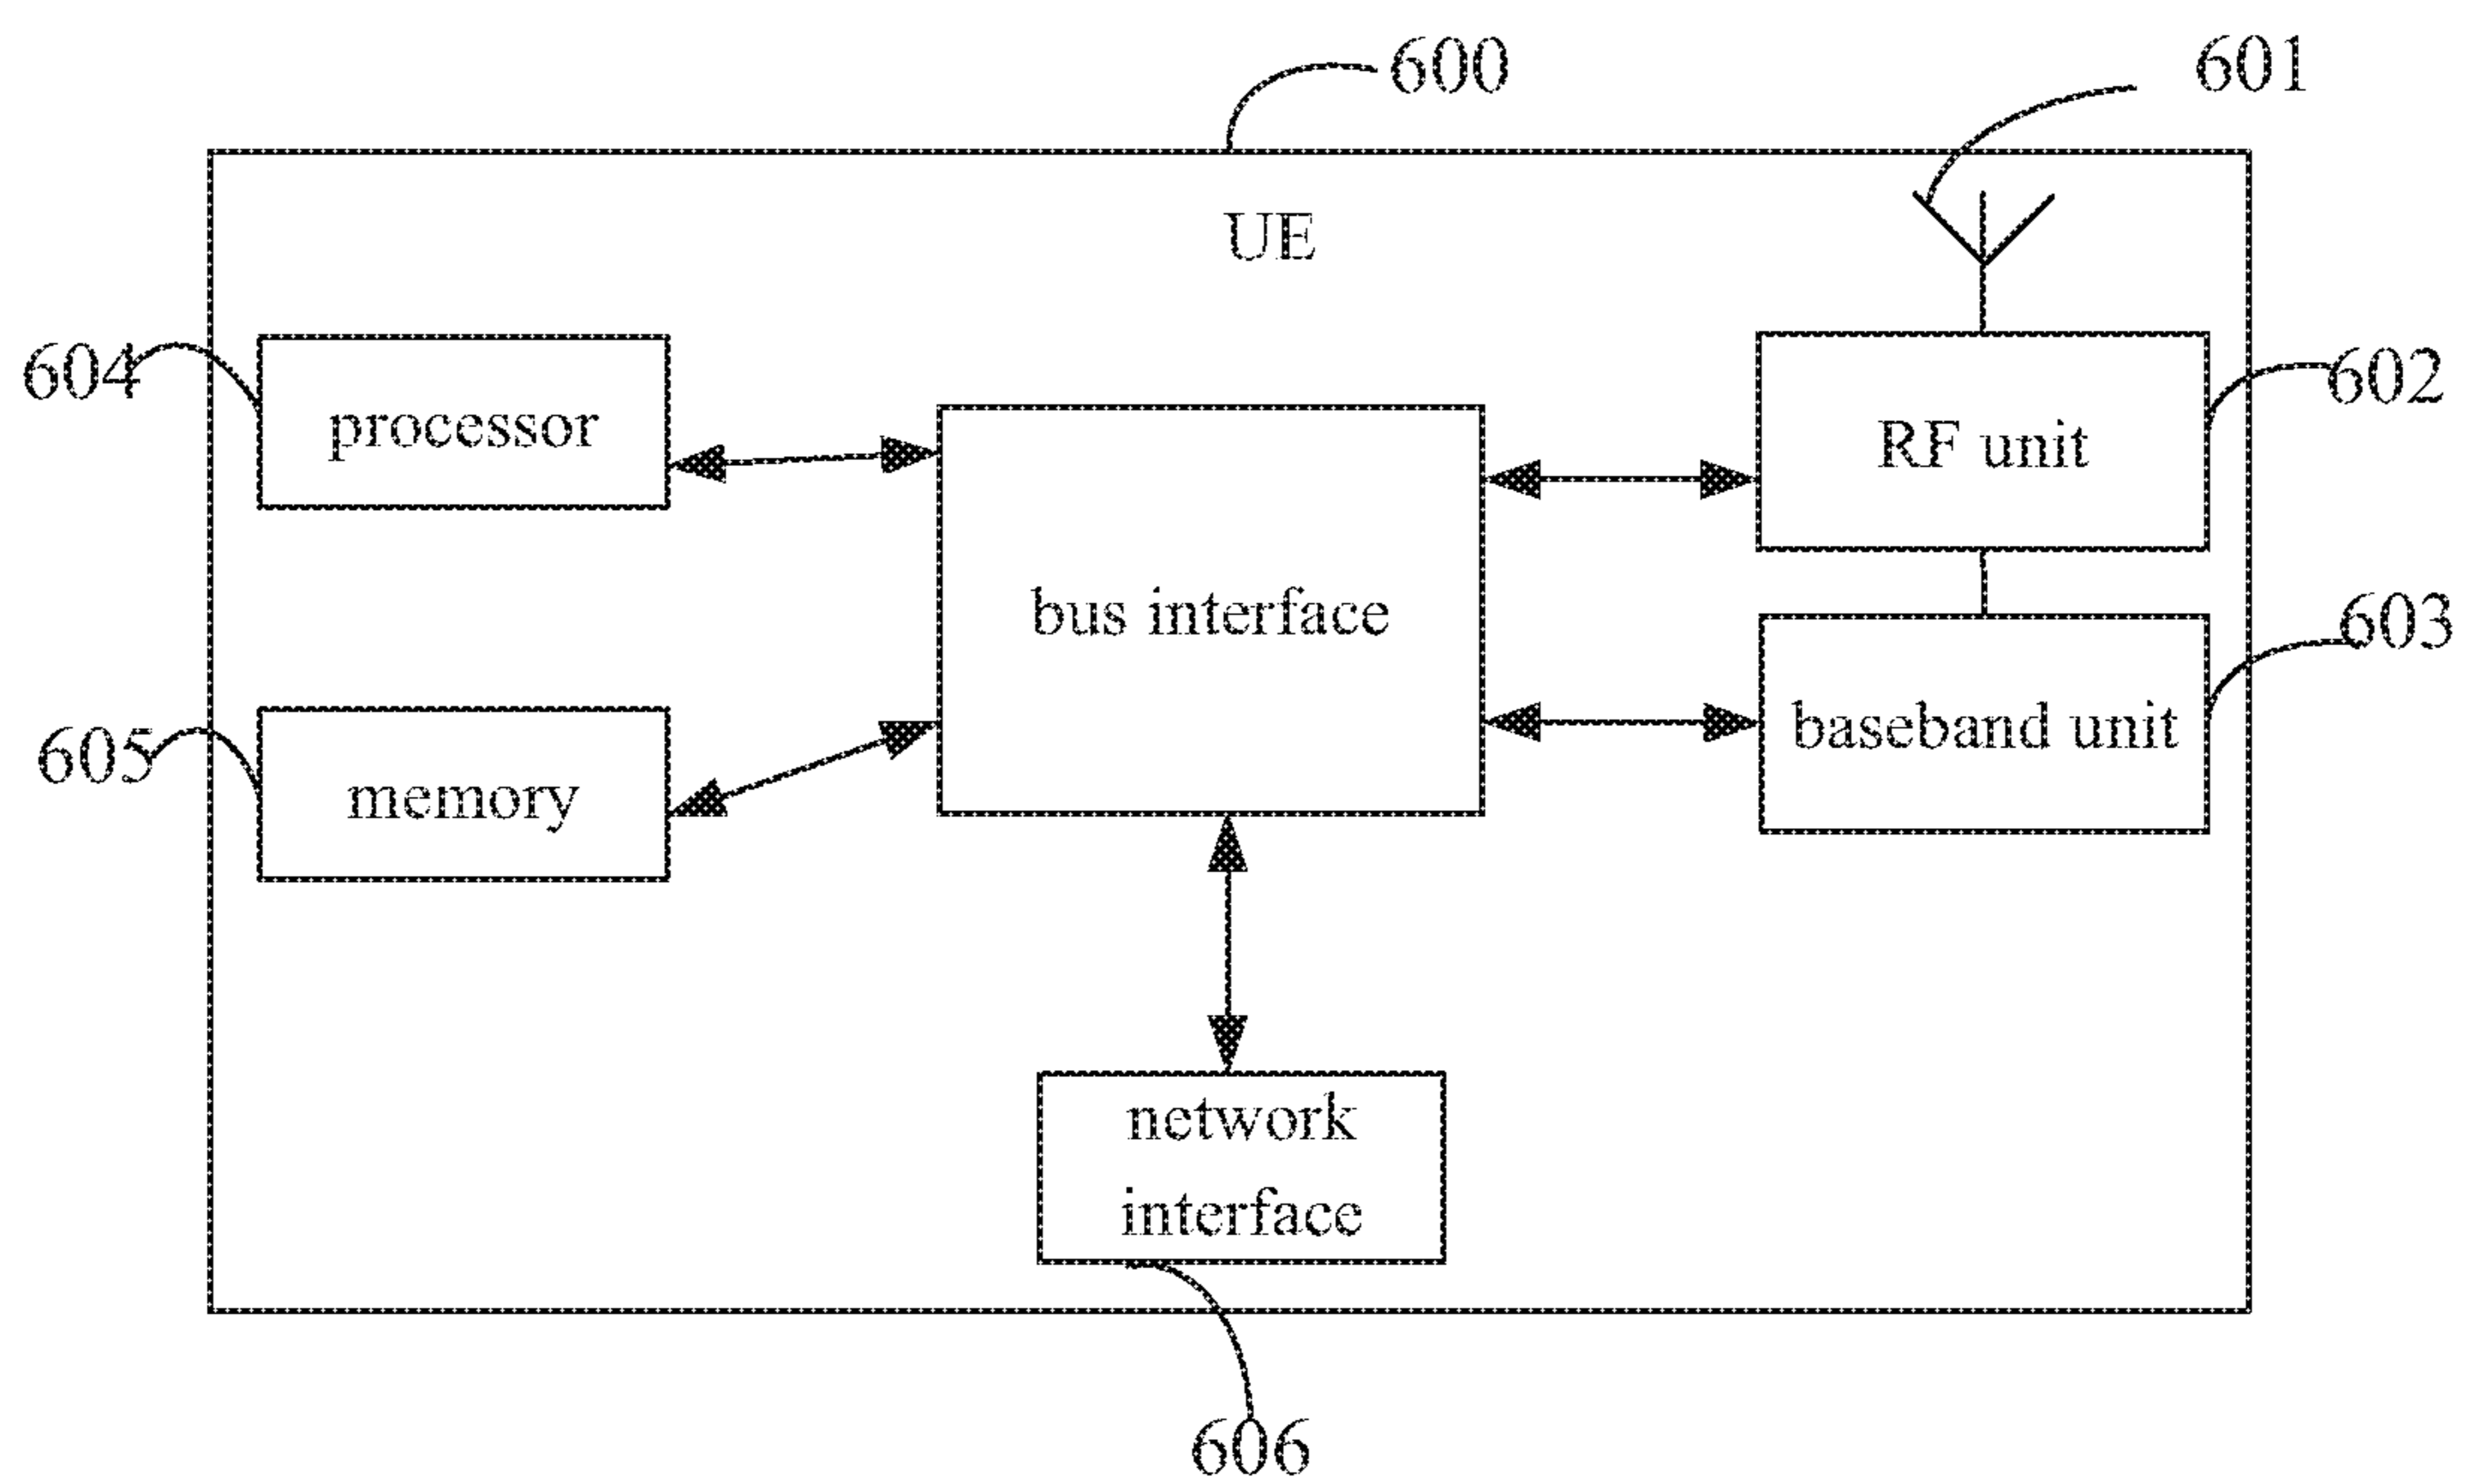 600
601
UE
604
processor
RF unit
602
bus interface
603
baseband unit
605
memory
network
interface
606